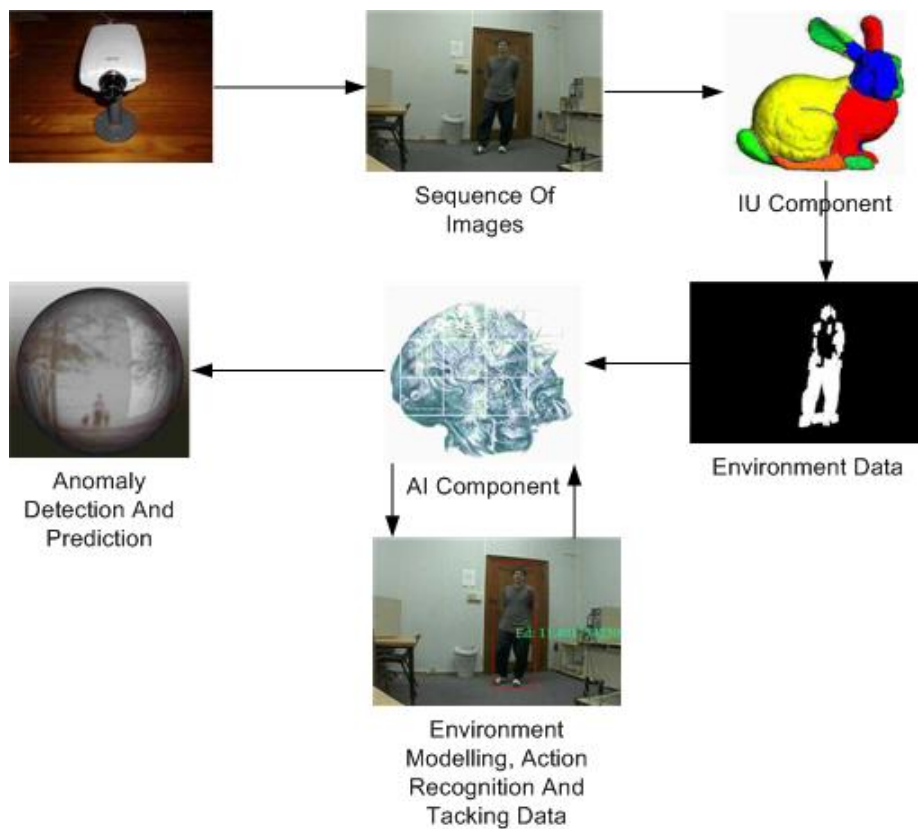 Sequence Of
Images
IU Component
Anomaly
Detection And
Prediction
AI Component
Environment Data
Ed:
Environment
Modelling, Action
Recognition And
Tacking Data